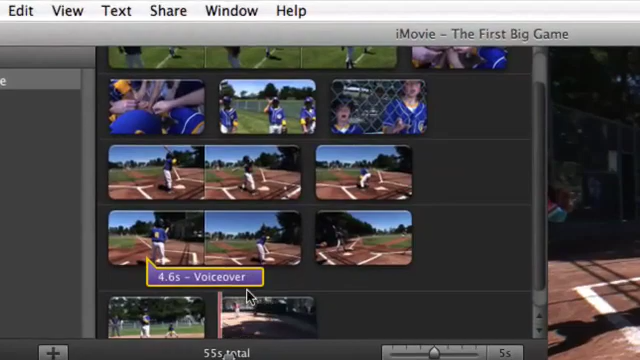 Edit View Text Share Window Help
iMovie - The First Big Game
e
4.6s - Voiceover
55s total
5s